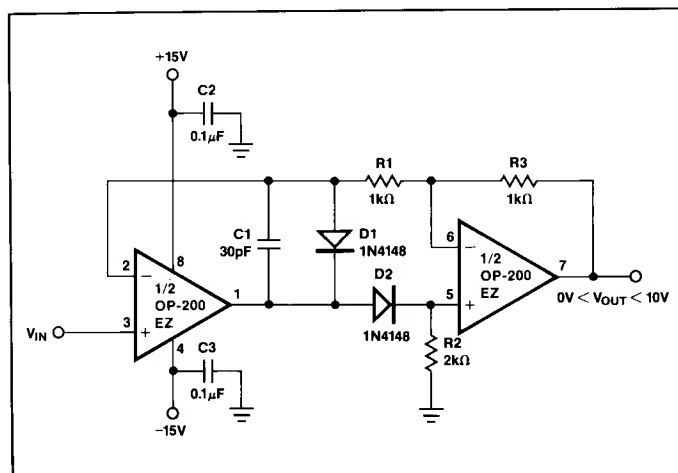 +15V
C2
0.1µF
R1
1kΩ
R3
1kΩ
C1
30pF
D1
1N4148
D2
1N4148
2
−
8
1/2
OP-200
EZ
1
3
+
4
V_IN
6
−
1/2
OP-200
EZ
7
5
+
0V < V_OUT < 10V
R2
2kΩ
C3
0.1µF
−15V